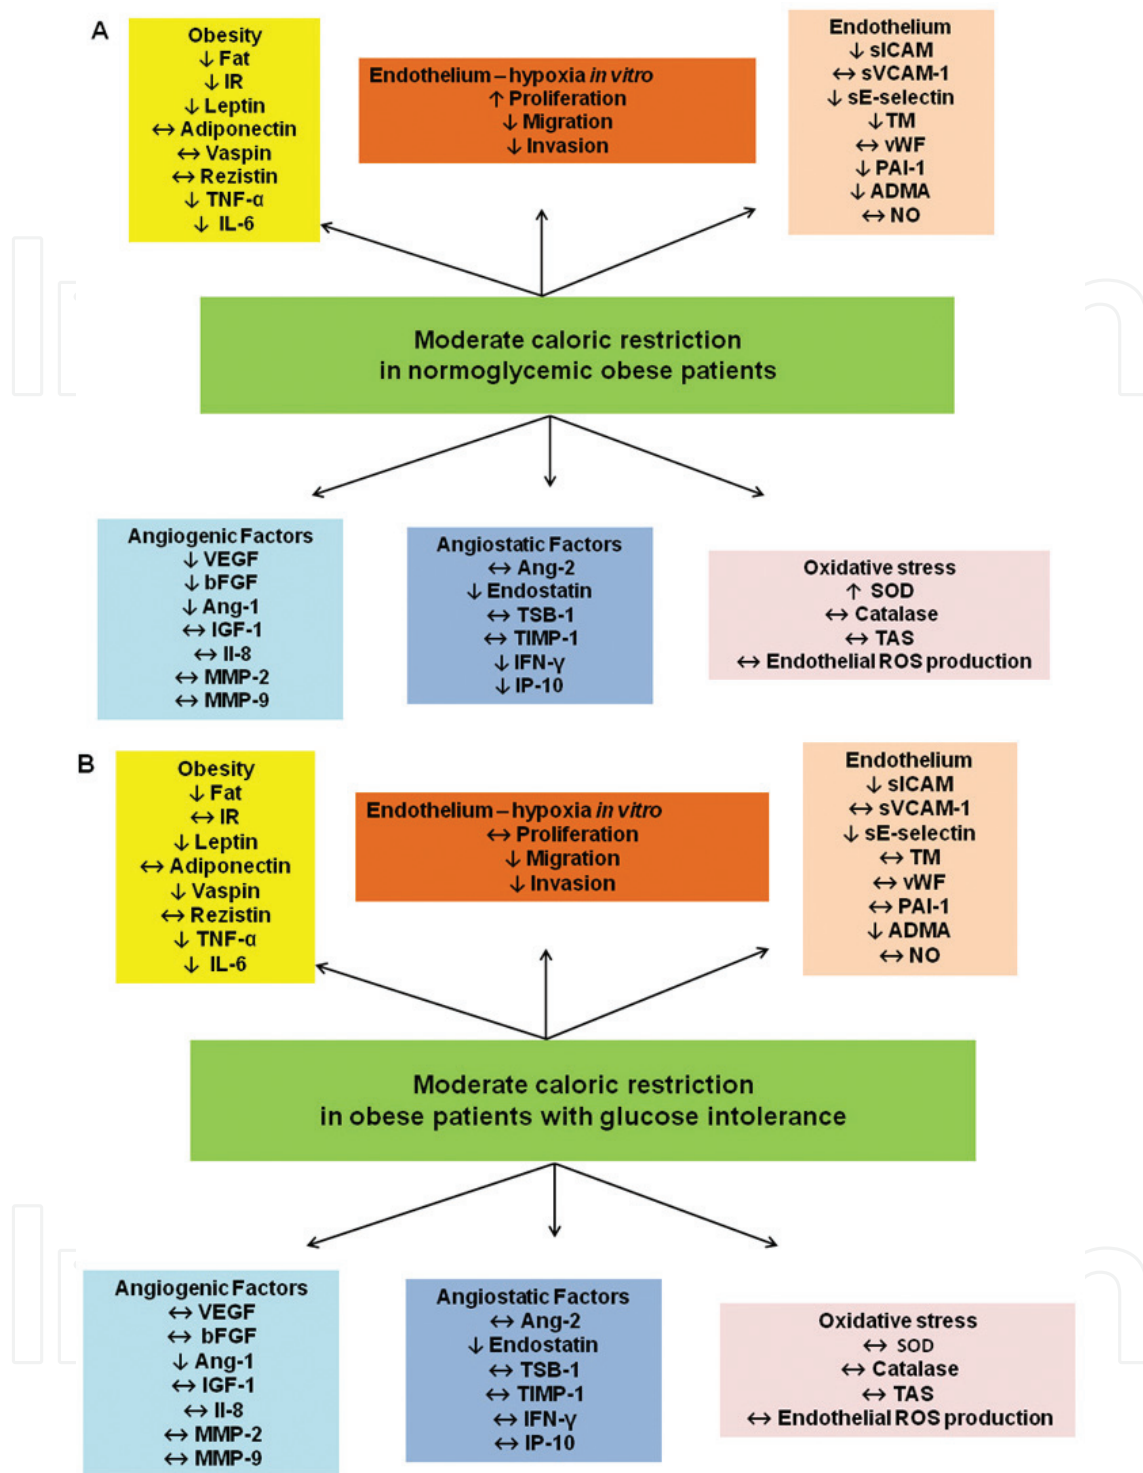 A
Obesity
↓ Fat
↓ IR
↓ Leptin
↔ Adiponectin
↔ Vaspin
↔ Rezistin
↓ TNF-α
↓ IL-6
Endothelium – hypoxia in vitro
↑ Proliferation
↓ Migration
↓ Invasion
Endothelium
↓ sICAM
↔ sVCAM-1
↓ sE-selectin
↓ TM
↔ vWF
↓ PAI-1
↓ ADMA
↔ NO
Moderate caloric restriction
in normoglycemic obese patients
Angiogenic Factors
↓ VEGF
↓ bFGF
↓ Ang-1
↔ IGF-1
↔ Il-8
↔ MMP-2
↔ MMP-9
Angiostatic Factors
↔ Ang-2
↓ Endostatin
↔ TSB-1
↔ TIMP-1
↓ IFN-γ
↓ IP-10
Oxidative stress
↑ SOD
↔ Catalase
↔ TAS
↔ Endothelial ROS production
B
Obesity
↓ Fat
↔ IR
↓ Leptin
↔ Adiponectin
↓ Vaspin
↔ Rezistin
↓ TNF-α
↓ IL-6
Endothelium – hypoxia in vitro
↔ Proliferation
↓ Migration
↓ Invasion
Endothelium
↓ sICAM
↔ sVCAM-1
↓ sE-selectin
↔ TM
↔ vWF
↔ PAI-1
↓ ADMA
↔ NO
Moderate caloric restriction
in obese patients with glucose intolerance
Angiogenic Factors
↔ VEGF
↔ bFGF
↓ Ang-1
↔ IGF-1
↔ Il-8
↔ MMP-2
↔ MMP-9
Angiostatic Factors
↔ Ang-2
↓ Endostatin
↔ TSB-1
↔ TIMP-1
↔ IFN-γ
↔ IP-10
Oxidative stress
↔ SOD
↔ Catalase
↔ TAS
↔ Endothelial ROS production